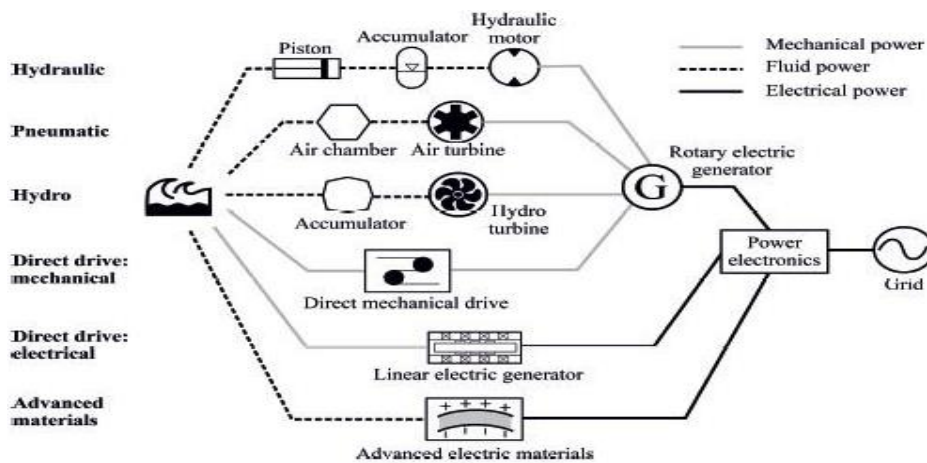 Hydraulic
Piston
Accumulator
Hydraulic
motor
Mechanical power
Fluid power
Electrical power
Pneumatic
Air chamber
Air turbine
Rotary electric
generator
G
Hydro
Accumulator
Hydro
turbine
Power
electronics
Grid
Direct drive:
mechanical
Direct mechanical drive
Direct drive:
electrical
Linear electric generator
Advanced
materials
+ + + +
- - - -
Advanced electric materials